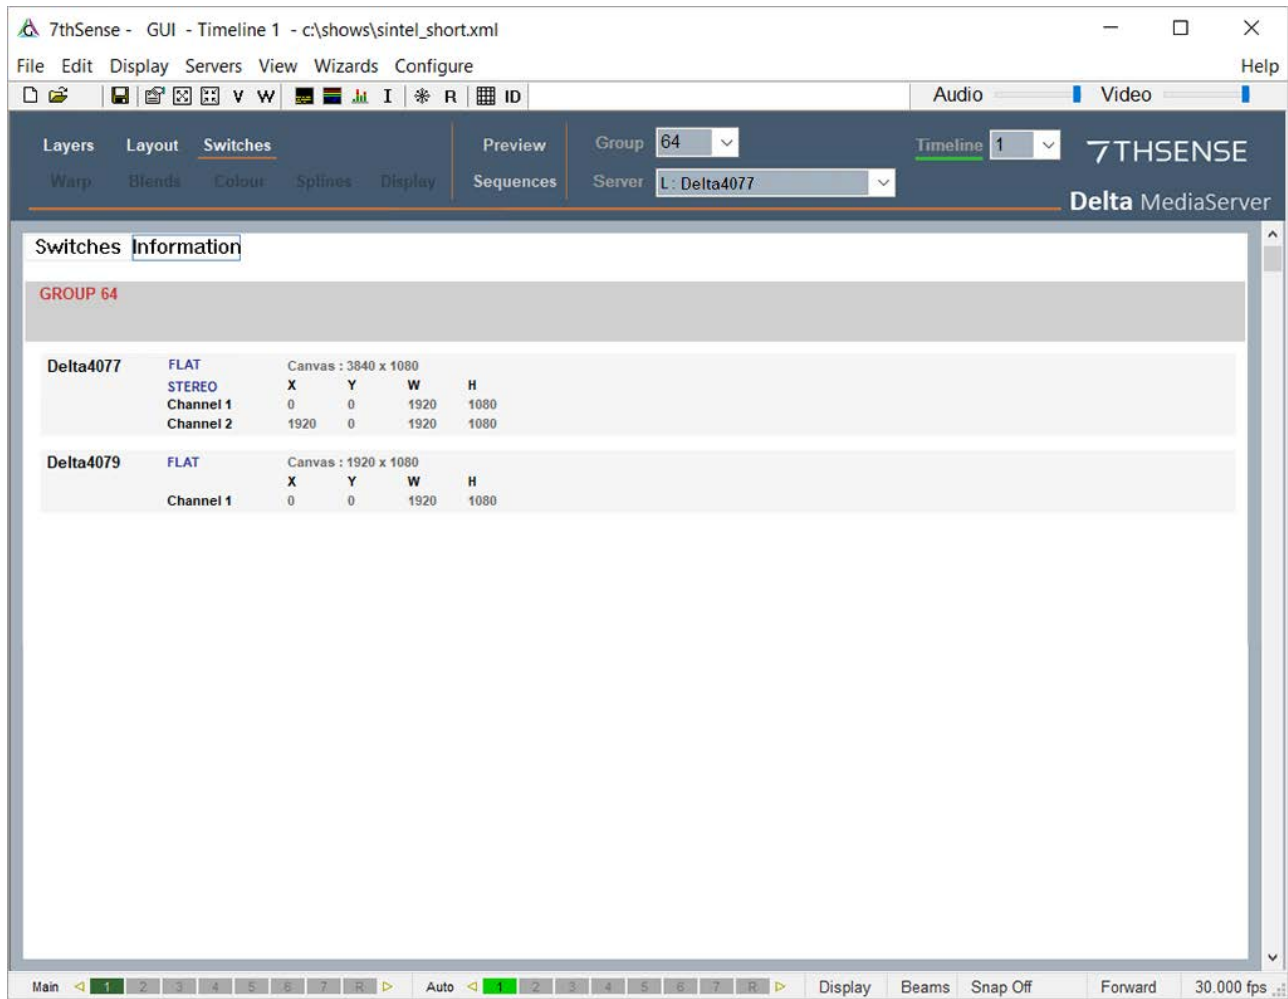 7thSense - GUI - Timeline 1 - c:\shows\sintel_short.xml
File Edit Display Servers View Wizards Configure Help
V W I R ID Audio Video
Layers Layout Switches Preview Group 64 Timeline 1 7THSENSE
Warp Blends Colour Splines Display Sequences Server L: Delta4077
Delta MediaServer
Switches Information
GROUP 64
Delta4077 FLAT Canvas : 3840 x 1080
STEREO X Y W H
Channel 1 0 0 1920 1080
Channel 2 1920 0 1920 1080
Delta4079 FLAT Canvas : 1920 x 1080
X Y W H
Channel 1 0 0 1920 1080
Main 1 2 3 4 5 6 7 R Auto 1 2 3 4 5 6 7 R Display Beams Snap Off Forward 30.000 fps